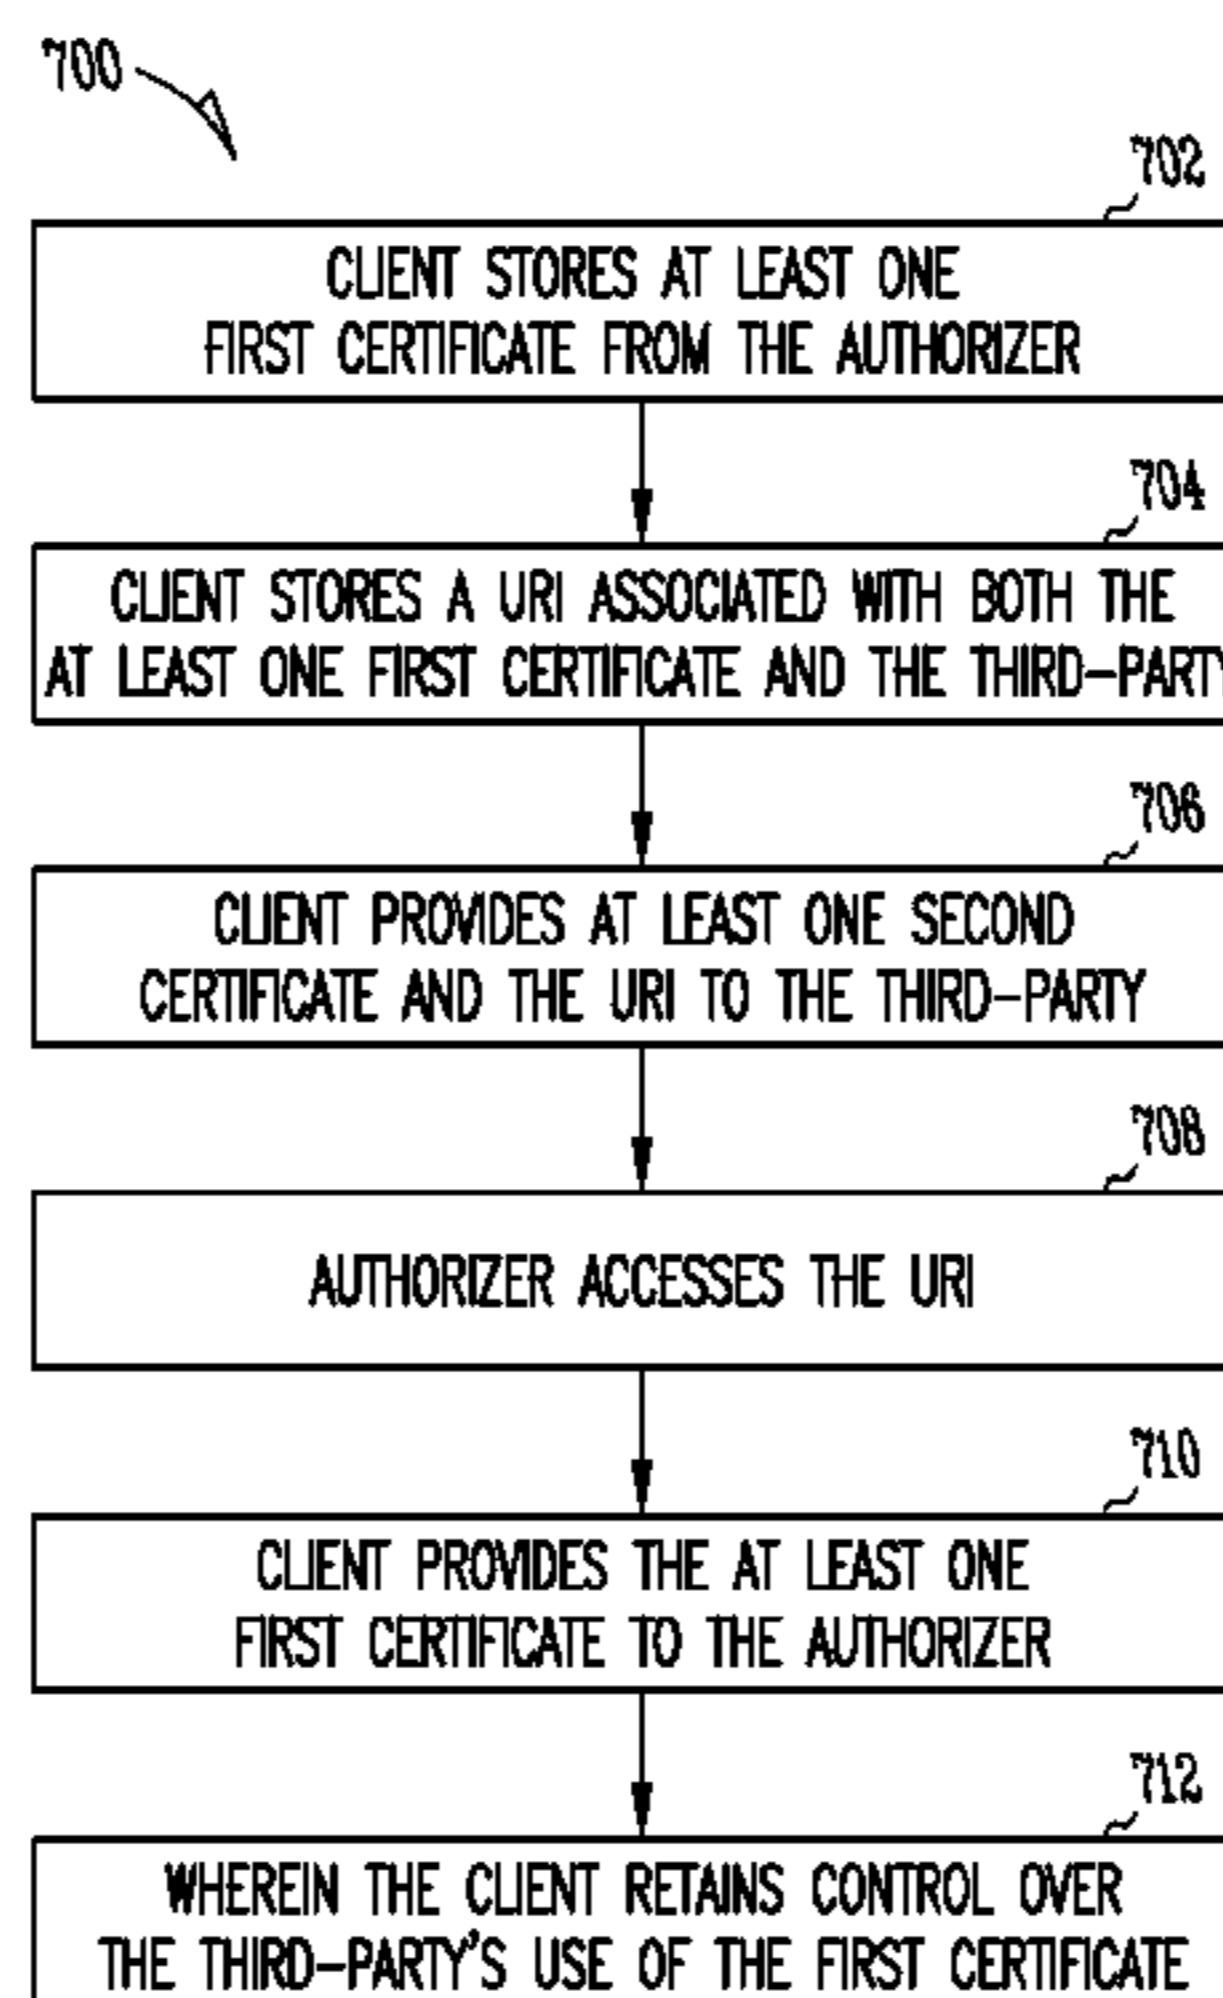 700
702
CLIENT STORES AT LEAST ONE
FIRST CERTIFICATE FROM THE AUTHORIZER
704
CLIENT STORES A URI ASSOCIATED WITH BOTH THE
AT LEAST ONE FIRST CERTIFICATE AND THE THIRD-PARTY
706
CLIENT PROVIDES AT LEAST ONE SECOND
CERTIFICATE AND THE URI TO THE THIRD-PARTY
708
AUTHORIZER ACCESSES THE URI
710
CLIENT PROVIDES THE AT LEAST ONE
FIRST CERTIFICATE TO THE AUTHORIZER
712
WHEREIN THE CLIENT RETAINS CONTROL OVER
THE THIRD-PARTY'S USE OF THE FIRST CERTIFICATE